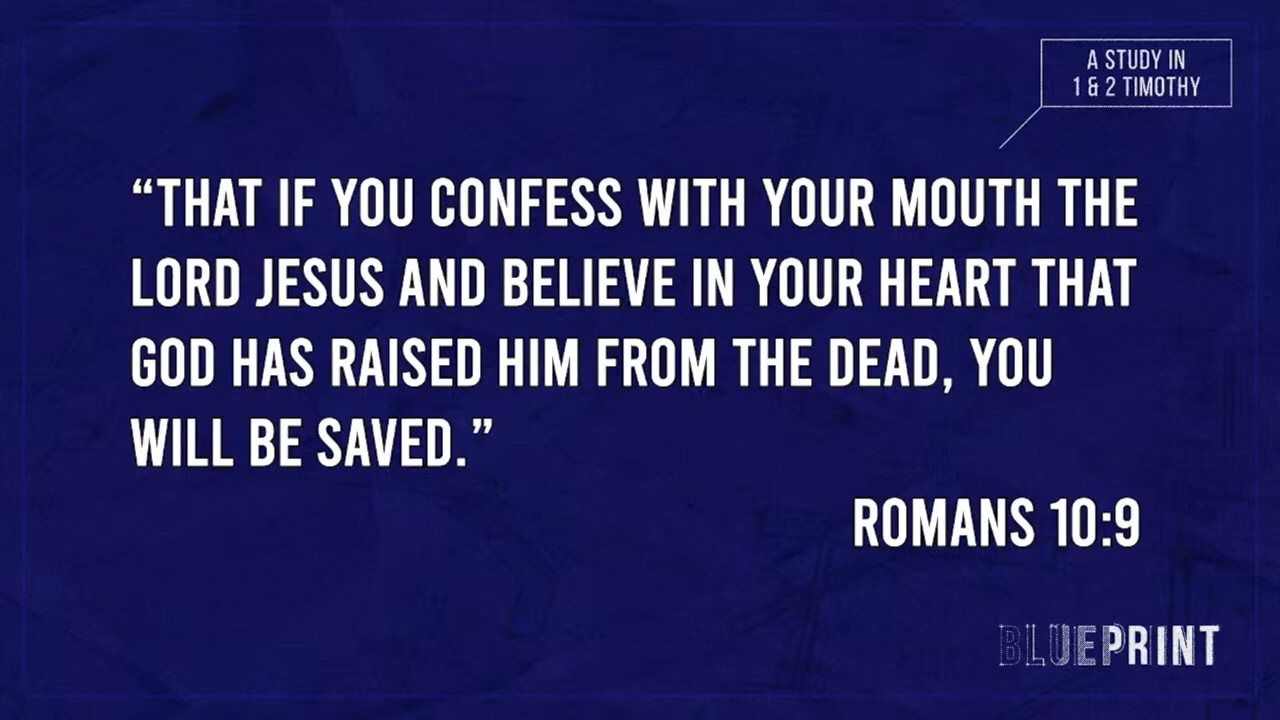 A STUDY IN
1 & 2 TIMOTHY
“THAT IF YOU CONFESS WITH YOUR MOUTH THE
LORD JESUS AND BELIEVE IN YOUR HEART THAT
GOD HAS RAISED HIM FROM THE DEAD, YOU
WILL BE SAVED.”
ROMANS 10:9
BLUEPRINT